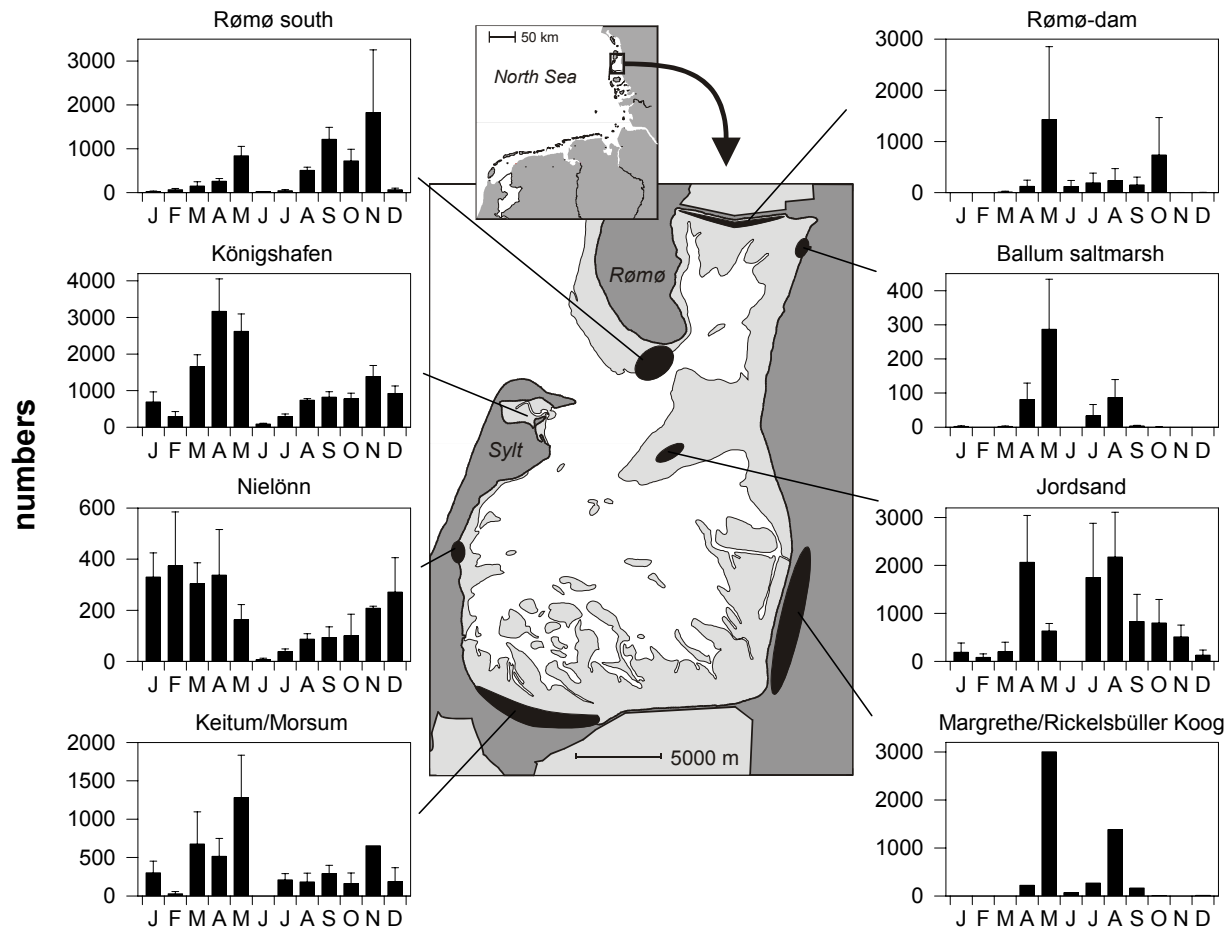 numbers
Rømø south
3000
2000
1000
0
J F M A M J J A S O N D
Königshafen
4000
3000
2000
1000
0
J F M A M J J A S O N D
Nielönn
600
400
200
0
J F M A M J J A S O N D
Keitum/Morsum
2000
1500
1000
500
0
J F M A M J J A S O N D
50 km
North Sea
Rømø
Sylt
5000 m
Rømø-dam
3000
2000
1000
0
J F M A M J J A S O N D
Ballum saltmarsh
400
300
200
100
0
J F M A M J J A S O N D
Jordsand
3000
2000
1000
0
J F M A M J J A S O N D
Margrethe/Rickelsbüller Koog
3000
2000
1000
0
J F M A M J J A S O N D